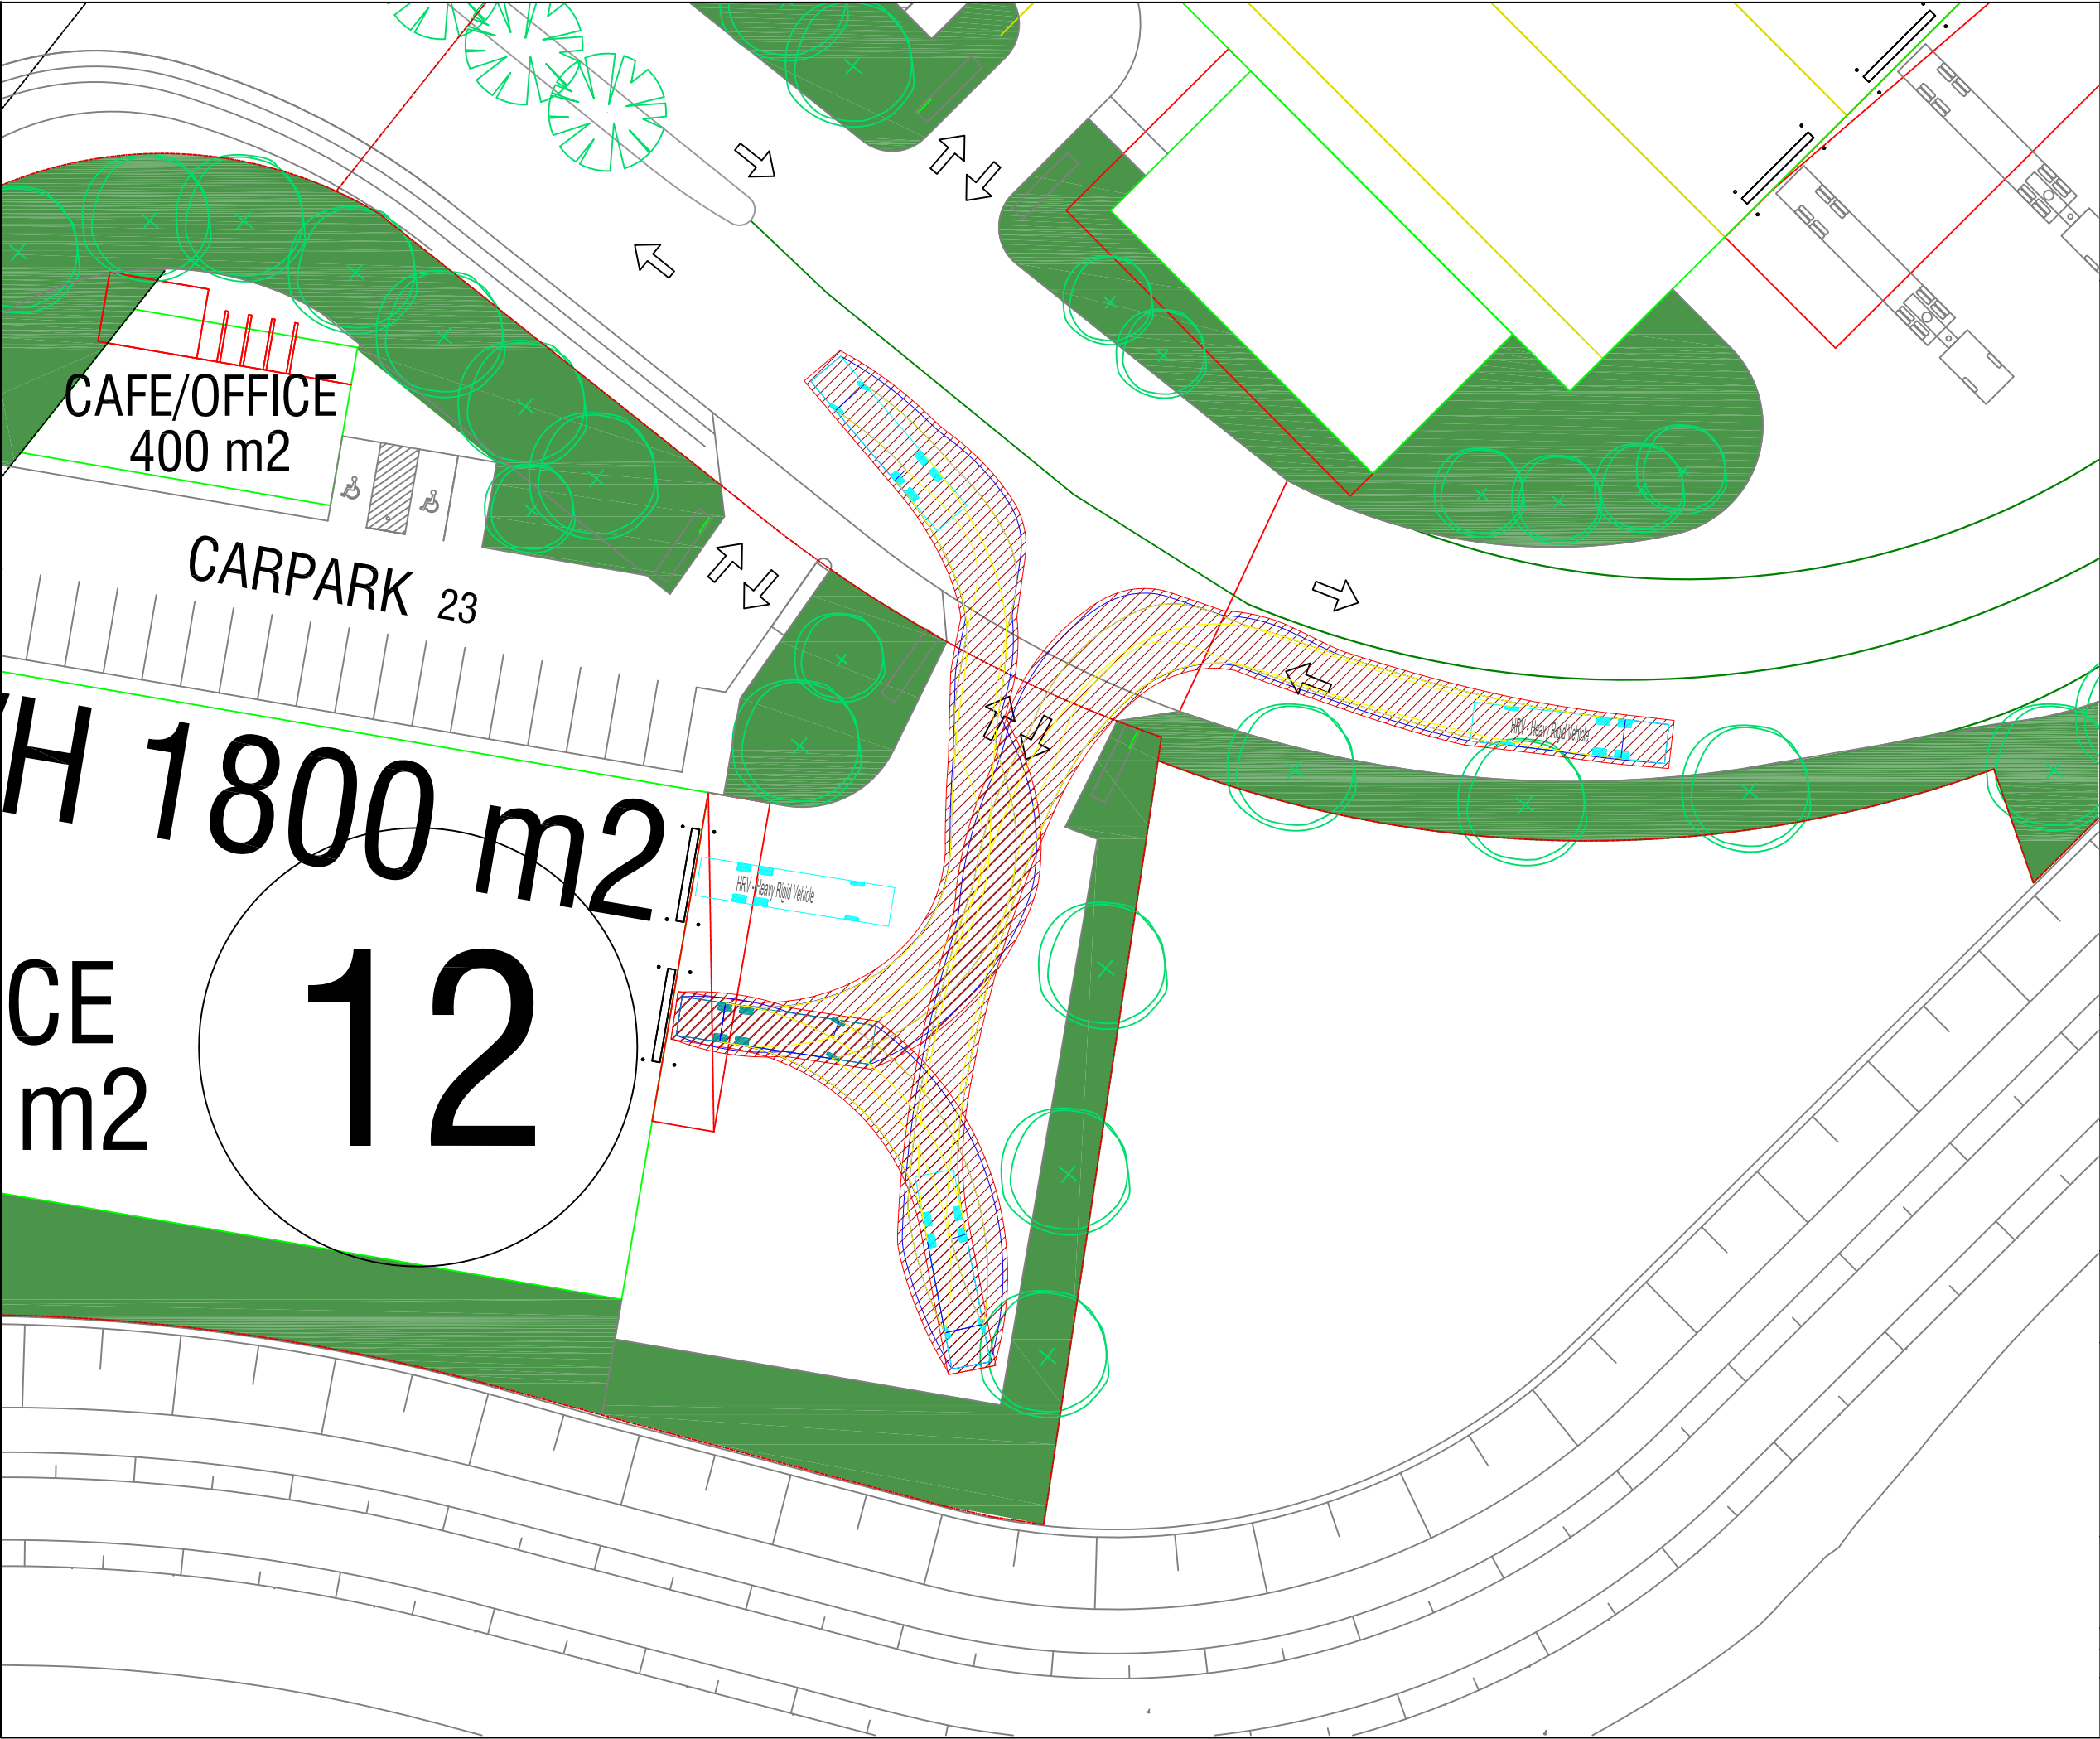 CAFE/OFFICE
400 m2
CARPARK 23
HRV - Heavy Rigid Vehicle
H 1800 m2
HRV - Heavy Rigid Vehicle
CE
m2
12